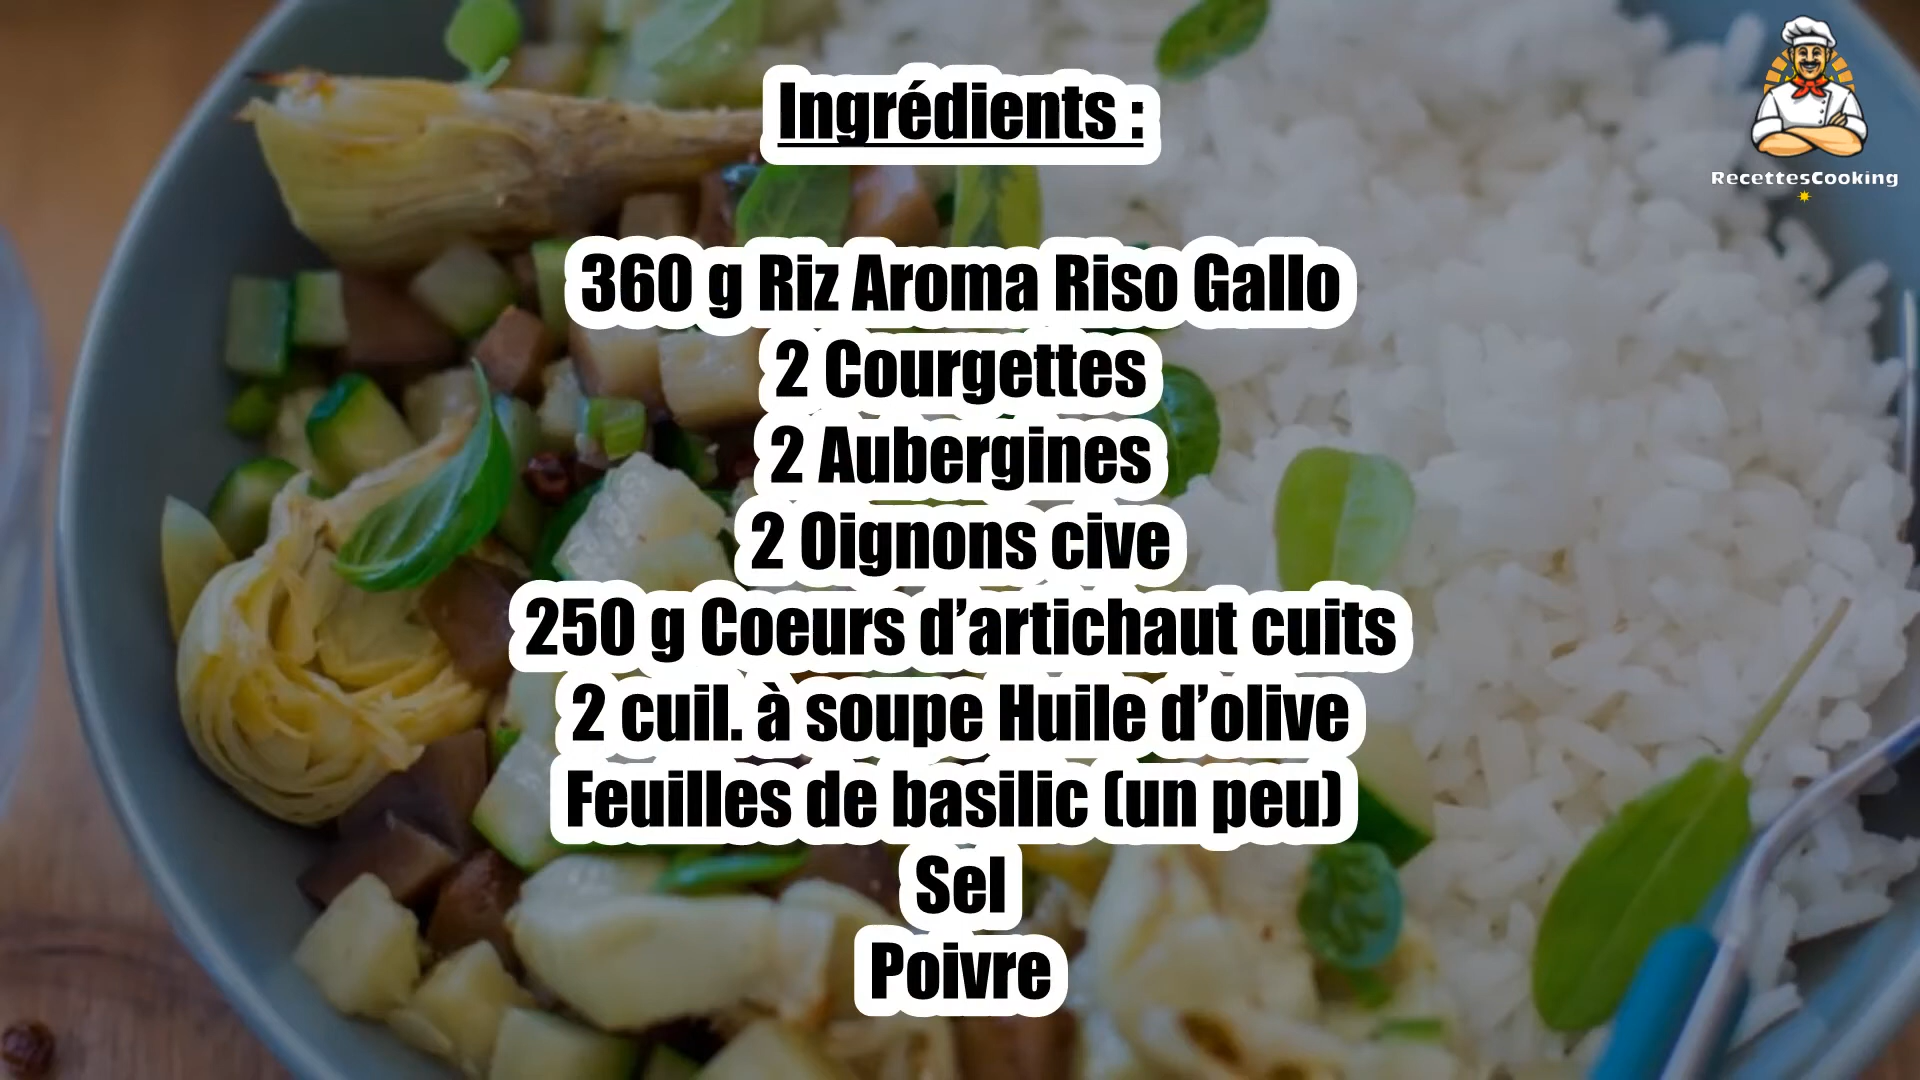 Ingrédients :
RecettesCooking
360 g Riz Aroma Riso Gallo
2 Courgettes
2 Aubergines
2 Oignons cive
250 g Coeurs d’artichaut cuits
2 cuil. à soupe Huile d’olive
Feuilles de basilic (un peu)
Sel
Poivre